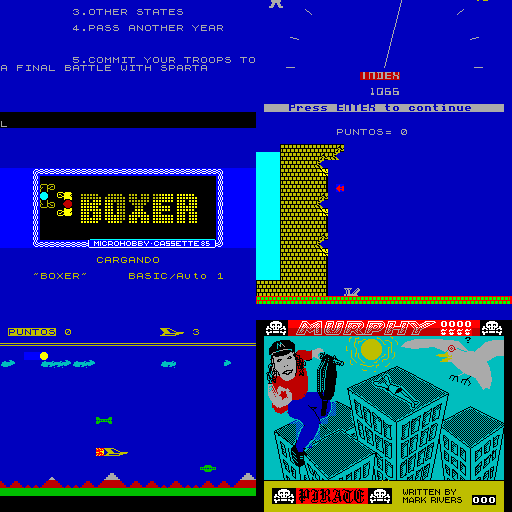 3.OTHER STATES
4.PASS ANOTHER YEAR
5.COMMIT YOUR TROOPS TO
A FINAL BATTLE WITH SPARTA
L
INDEX
1066
Press ENTER to continue
BOXER
MICROHOBBY·CASSETTE 85
CARGANDO
"BOXER" BASIC/Auto 1
PUNTOS= 0
PUNTOS 0 3
MURPHY 0000
?
PIRATE
WRITTEN BY
MARK RIVERS
000